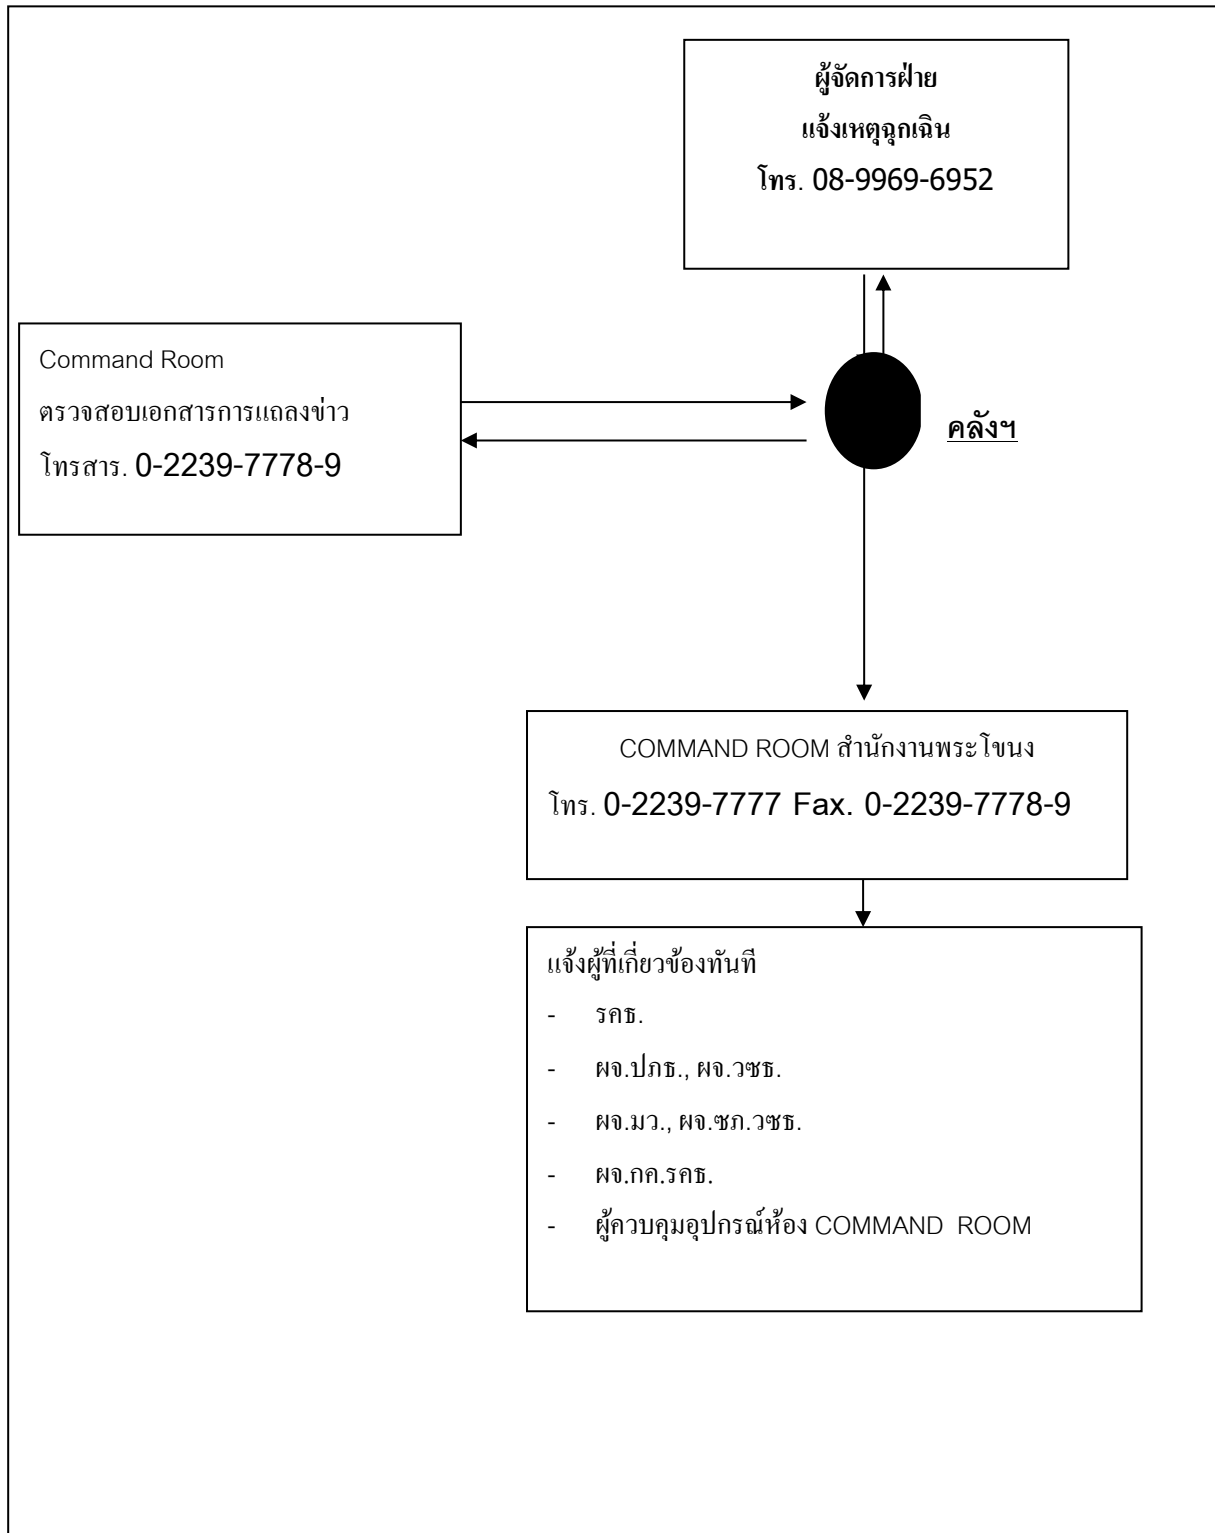 ผู้จัดการฝ่าย
แจ้งเหตุฉุกเฉิน
โทร. 08-9969-6952
Command Room
ตรวจสอบเอกสารการแถลงข่าว
โทรสาร. 0-2239-7778-9
คลังฯ
COMMAND ROOM สำนักงานพระโขนง
โทร. 0-2239-7777 Fax. 0-2239-7778-9
แจ้งผู้ที่เกี่ยวข้องทันที
- รคธ.
- ผจ.ปภธ., ผจ.วชธ.
- ผจ.มว., ผจ.ซภ.วชธ.
- ผจ.กค.รคธ.
- ผู้ควบคุมอุปกรณ์ห้อง COMMAND ROOM